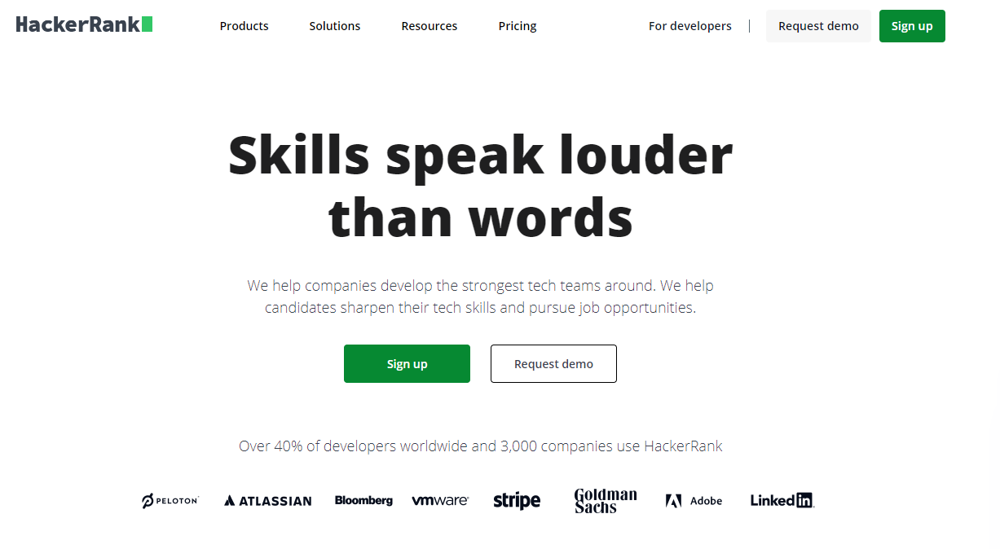 HackerRank
Products Solutions Resources Pricing For developers Request demo Sign up
Skills speak louder
than words
We help companies develop the strongest tech teams around. We help
candidates sharpen their tech skills and pursue job opportunities.
Sign up Request demo
Over 40% of developers worldwide and 3,000 companies use HackerRank
PELOTON ATLASSIAN Bloomberg vmware stripe Goldman Sachs Adobe LinkedIn